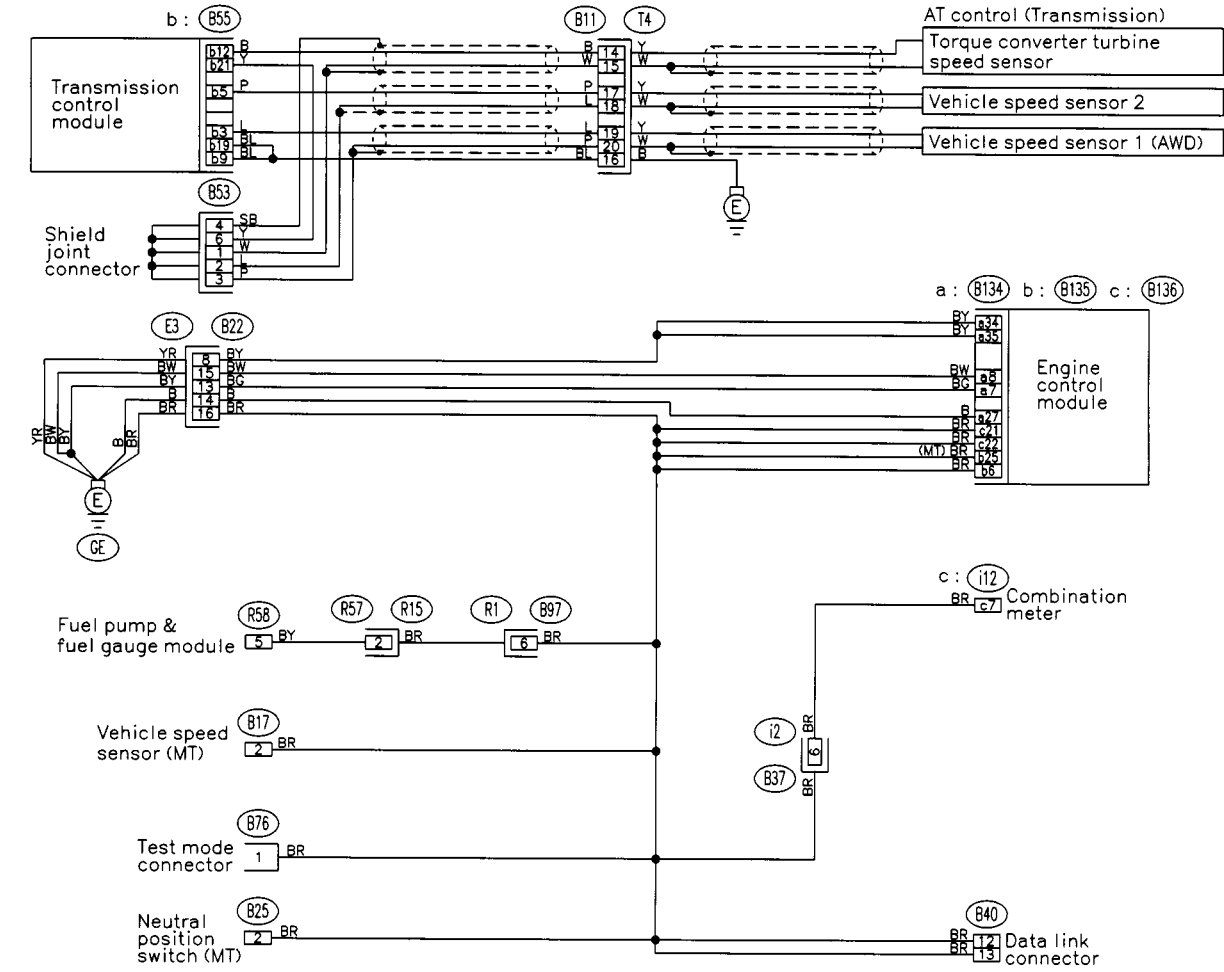 b : B55
B11 T4
AT control (Transmission)
Transmission
control
module
b12 B
b21 Y
b5 P
b3 L
b19 BL
b9 BL
B 14 Y
W 15 W
P 17 Y
L 18 W
L 19 Y
P 20 W
BL 16 B
Torque converter turbine
speed sensor
Vehicle speed sensor 2
Vehicle speed sensor 1 (AWD)
E
B53
Shield
joint
connector
4 SB
6 Y
1 W
2 L
3 P
a : B134 b : B135 c : B136
E3 B22
YR 8 BY
BW 15 BW
BY 13 BG
B 14 B
BR 16 BR
YR BW BY B BR
E
GE
BY a34
BY a35
BW a8
BG a7
B a27
BR c21
BR c22
(MT) BR b25
BR b6
Engine
control
module
c : i12
BR c7 Combination
meter
Fuel pump &
fuel gauge module
R58
5 BY
R57 R15
2 BR
R1 B97
6 BR
Vehicle speed
sensor (MT)
B17
2 BR
BR
i2
6
B37
BR
Test mode
connector
B76
1 BR
Neutral
position
switch (MT)
B25
2 BR
B40
BR 12
BR 13
Data link
connector